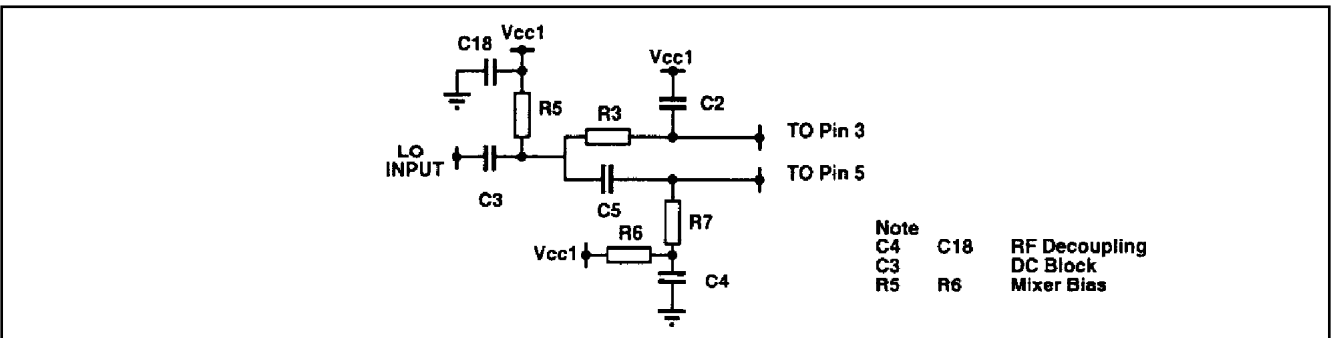 C18
Vcc1
Vcc1
R5
R3
C2
TO Pin 3
LO
INPUT
C3
C5
TO Pin 5
R7
R6
Vcc1
C4
Note
C4 C18 RF Decoupling
C3 DC Block
R5 R6 Mixer Bias